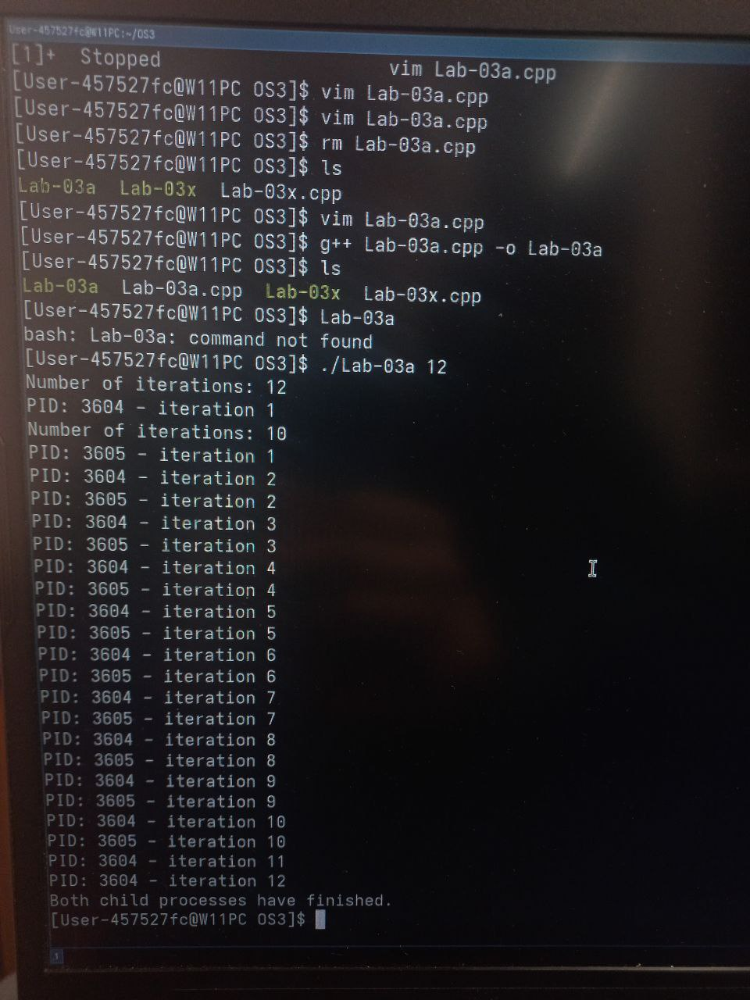 User-457527fc@W11PC:~/OS3
[1]+ Stopped vim Lab-03a.cpp
[User-457527fc@W11PC OS3]$ vim Lab-03a.cpp
[User-457527fc@W11PC OS3]$ vim Lab-03a.cpp
[User-457527fc@W11PC OS3]$ rm Lab-03a.cpp
[User-457527fc@W11PC OS3]$ ls
Lab-03a Lab-03x Lab-03x.cpp
[User-457527fc@W11PC OS3]$ vim Lab-03a.cpp
[User-457527fc@W11PC OS3]$ g++ Lab-03a.cpp -o Lab-03a
[User-457527fc@W11PC OS3]$ ls
Lab-03a Lab-03a.cpp Lab-03x Lab-03x.cpp
[User-457527fc@W11PC OS3]$ Lab-03a
bash: Lab-03a: command not found
[User-457527fc@W11PC OS3]$ ./Lab-03a 12
Number of iterations: 12
PID: 3604 - iteration 1
Number of iterations: 10
PID: 3605 - iteration 1
PID: 3604 - iteration 2
PID: 3605 - iteration 2
PID: 3604 - iteration 3
PID: 3605 - iteration 3
PID: 3604 - iteration 4
PID: 3605 - iteration 4
PID: 3604 - iteration 5
PID: 3605 - iteration 5
PID: 3604 - iteration 6
PID: 3605 - iteration 6
PID: 3604 - iteration 7
PID: 3605 - iteration 7
PID: 3604 - iteration 8
PID: 3605 - iteration 8
PID: 3604 - iteration 9
PID: 3605 - iteration 9
PID: 3604 - iteration 10
PID: 3605 - iteration 10
PID: 3604 - iteration 11
PID: 3604 - iteration 12
Both child processes have finished.
[User-457527fc@W11PC OS3]$